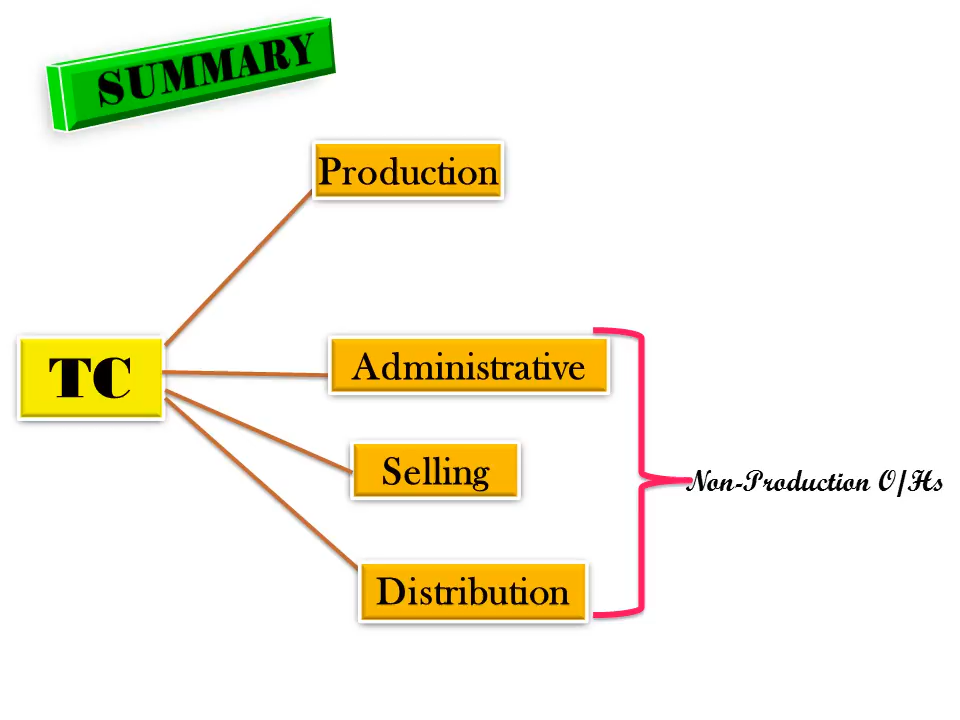 SUMMARY
Production
TC
Administrative
Selling
Non-Production O/Hs
Distribution